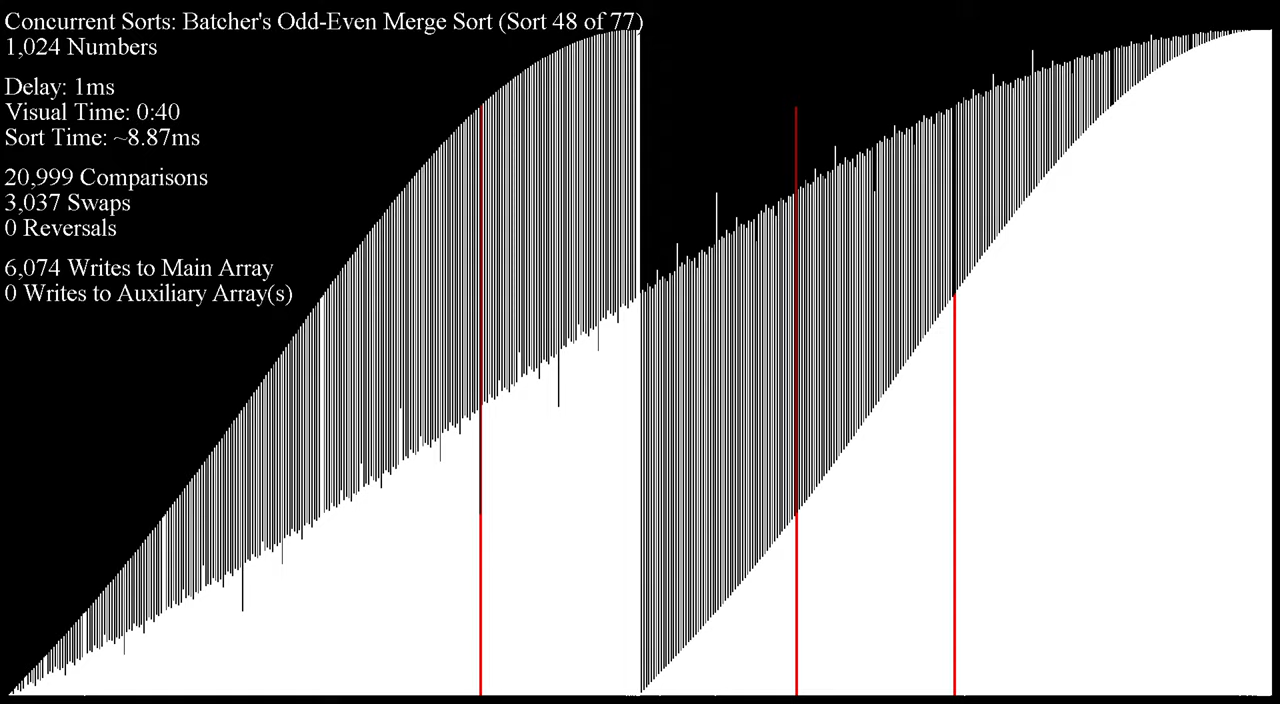 Concurrent Sorts: Batcher's Odd-Even Merge Sort (Sort 48 of 77)
1,024 Numbers
Delay: 1ms
Visual Time: 0:40
Sort Time: ~8.87ms
20,999 Comparisons
3,037 Swaps
0 Reversals
6,074 Writes to Main Array
0 Writes to Auxiliary Array(s)